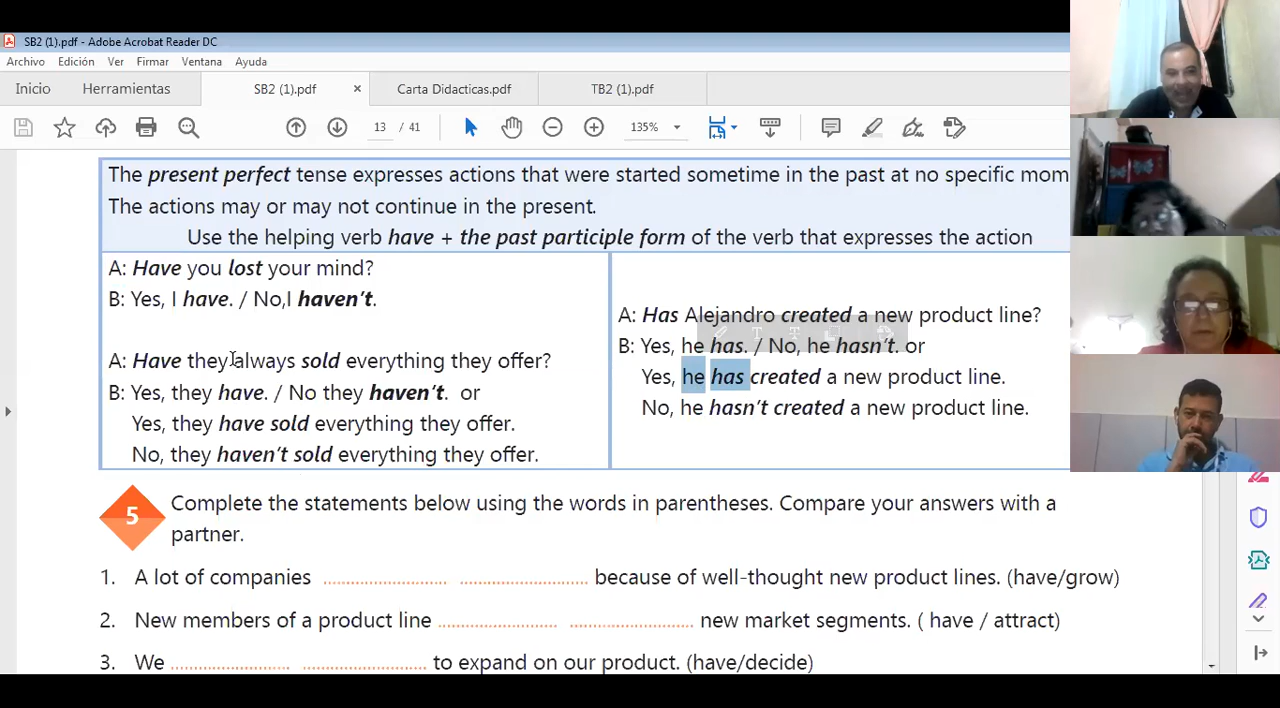 SB2 (1).pdf - Adobe Acrobat Reader DC
Archivo Edición Ver Firmar Ventana Ayuda
Inicio Herramientas SB2 (1).pdf × Carta Didacticas.pdf TB2 (1).pdf
13 / 41 135%
The present perfect tense expresses actions that were started sometime in the past at no specific mom
The actions may or may not continue in the present.
Use the helping verb have + the past participle form of the verb that expresses the action
A: Have you lost your mind?
B: Yes, I have. / No,I haven't.
A: Have they always sold everything they offer?
B: Yes, they have. / No they haven't. or
Yes, they have sold everything they offer.
No, they haven't sold everything they offer.
A: Has Alejandro created a new product line?
B: Yes, he has. / No, he hasn't. or
Yes, he has created a new product line.
No, he hasn't created a new product line.
5 Complete the statements below using the words in parentheses. Compare your answers with a
partner.
1. A lot of companies ........................ ........................ because of well-thought new product lines. (have/grow)
2. New members of a product line ........................ ........................ new market segments. ( have / attract)
3. We ........................ ........................ to expand on our product. (have/decide)